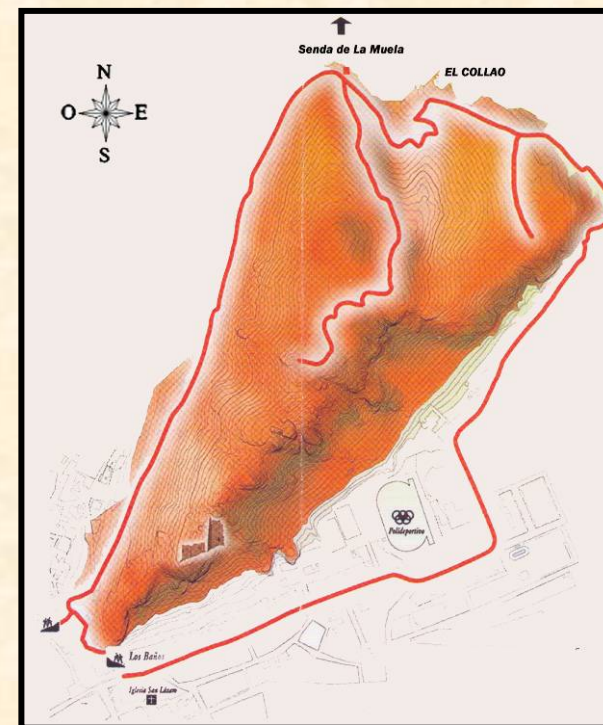 Senda de La Muela
EL COLLAO
N
O E
S
Polideportivo
Los Baños
Iglesia San Lázaro